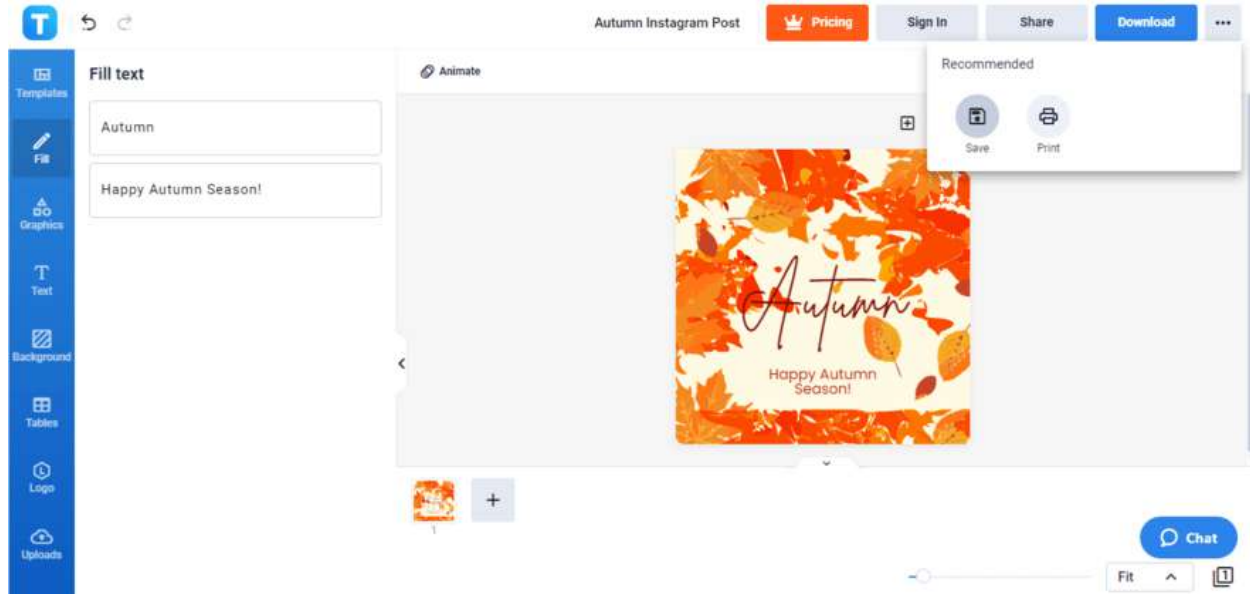 T
Autumn Instagram Post
Pricing
Sign In
Share
Download
Templates
Fill text
Animate
Recommended
Autumn
Save
Print
Fill
Happy Autumn Season!
Graphics
Text
Autumn
Background
Happy Autumn
Season!
Tables
Logo
1
Uploads
Chat
Fit
1